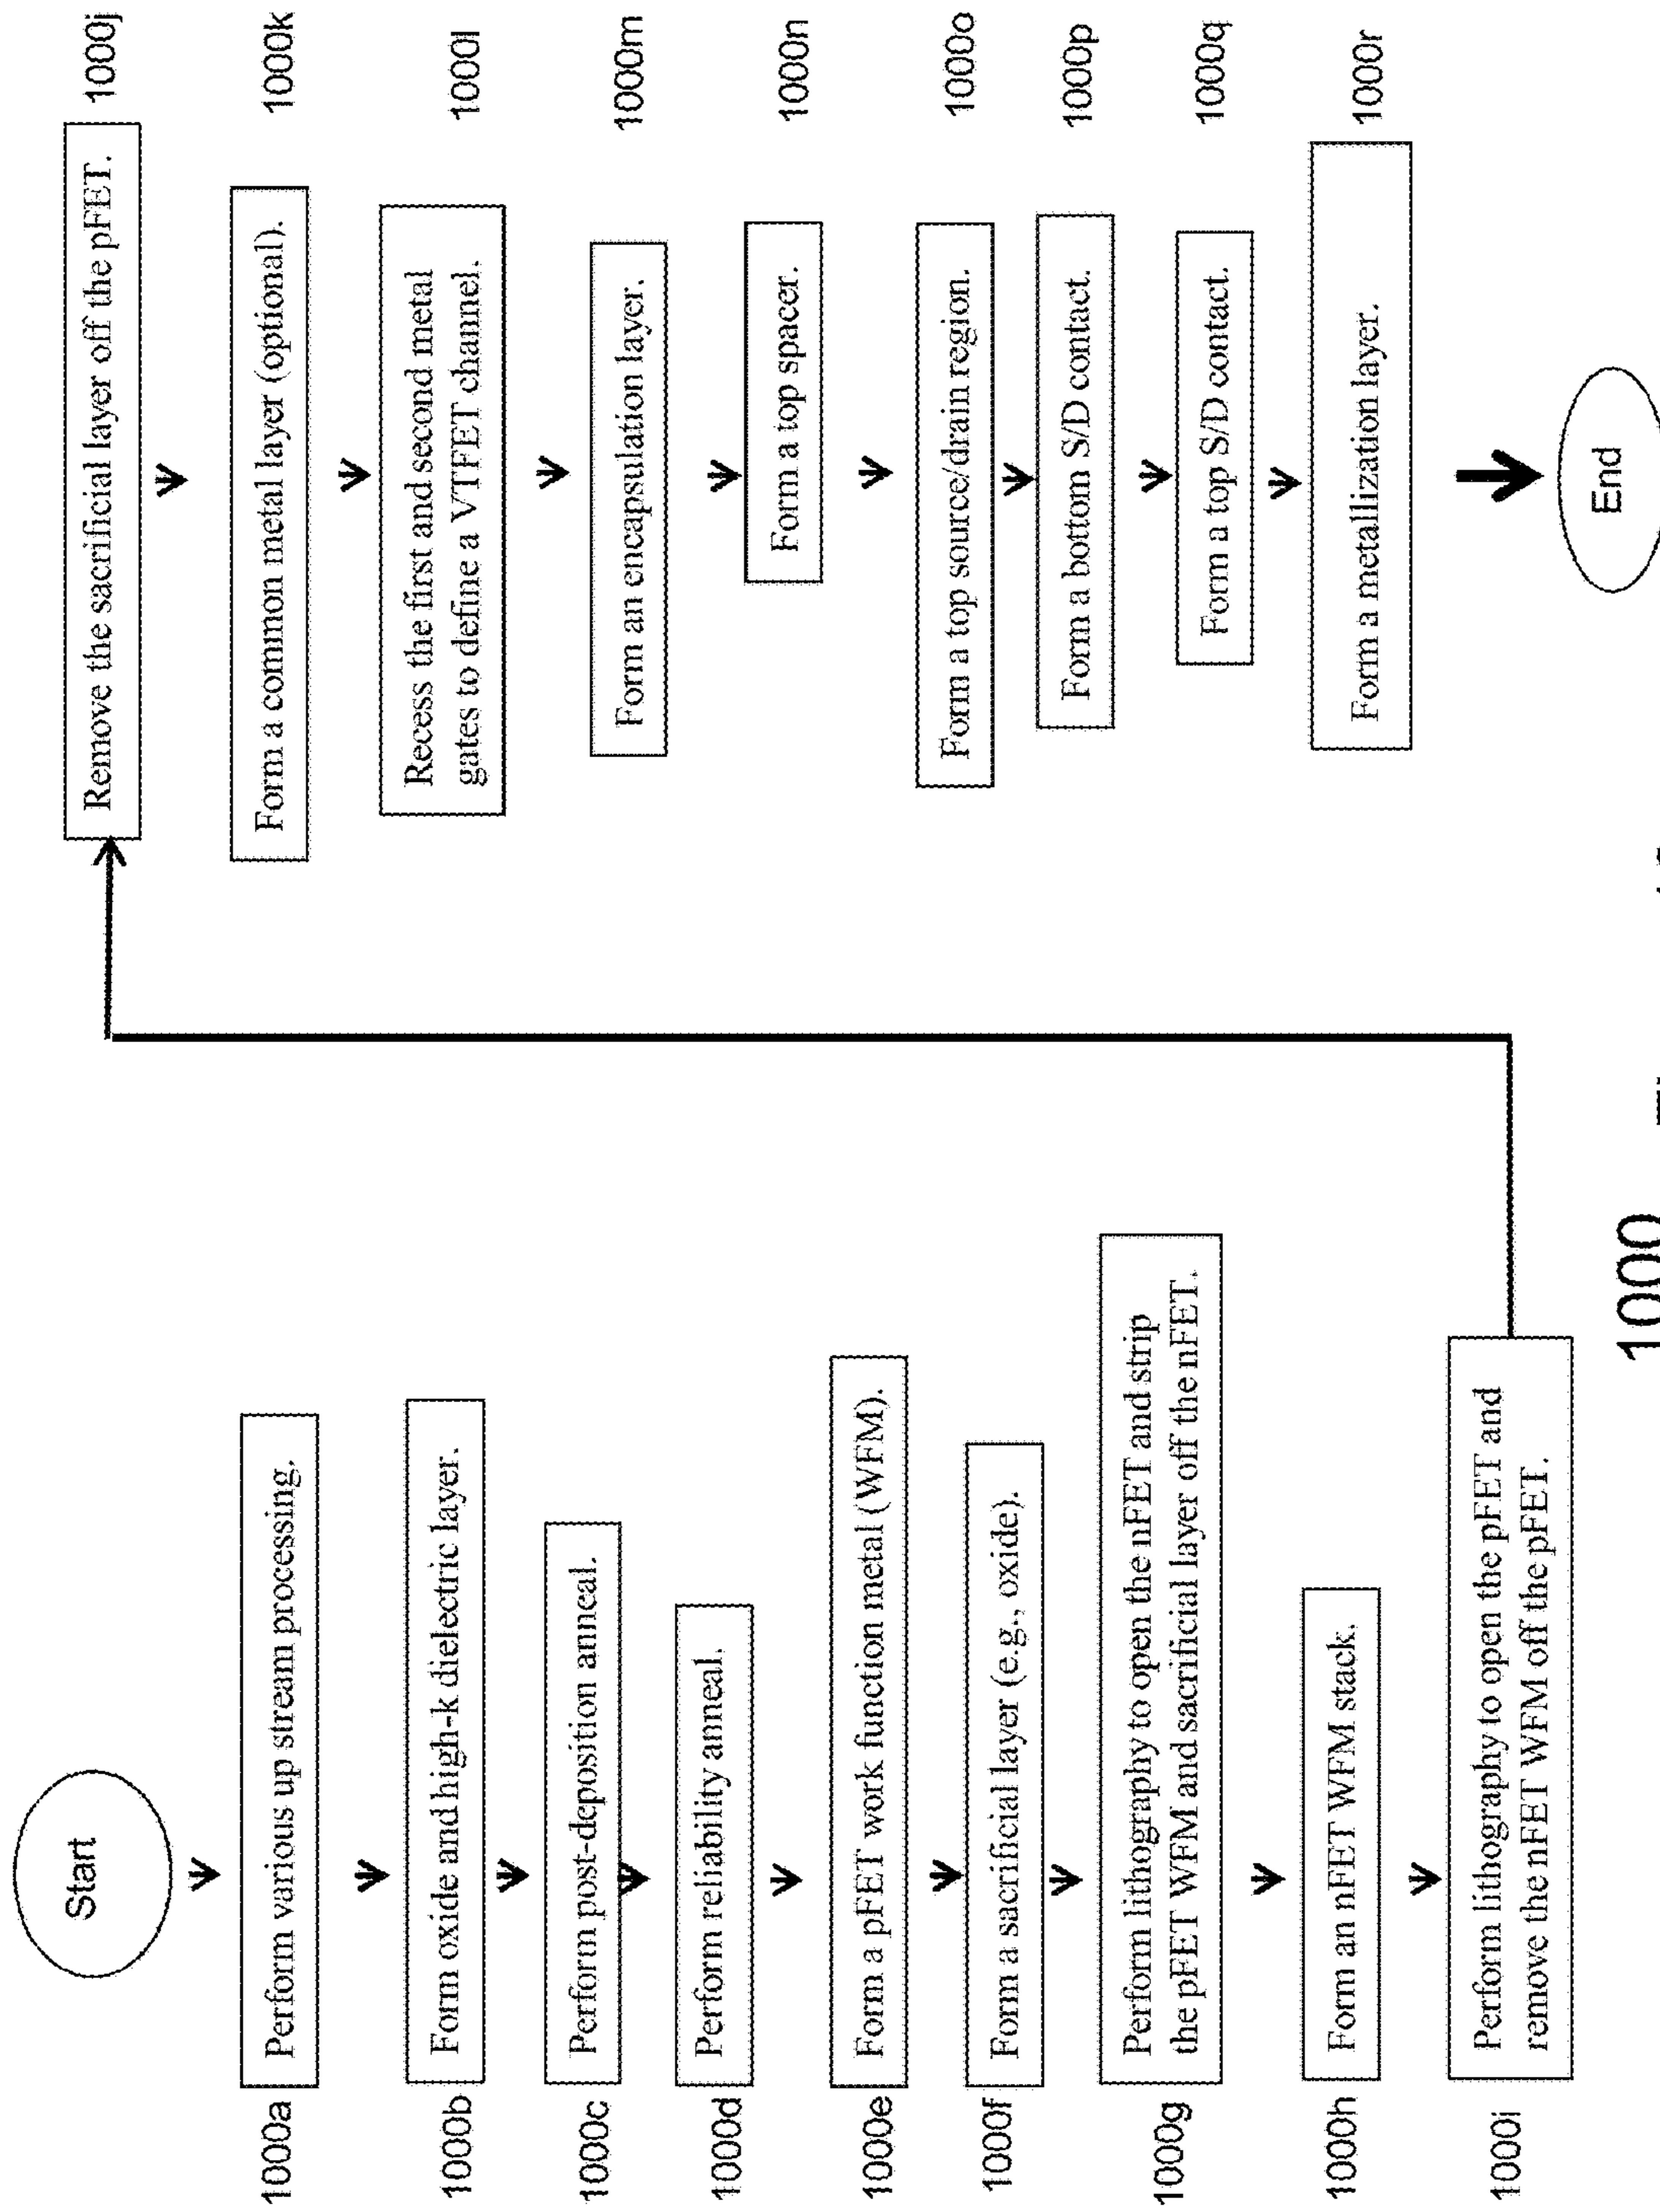 Start
1000a
Perform various up stream processing.
1000b
Form oxide and high-k dielectric layer.
1000c
Perform post-deposition anneal.
1000d
Perform reliability anneal.
1000e
Form a pFET work function metal (WFM).
1000f
Form a sacrificial layer (e.g., oxide).
1000g
Perform lithography to open the nFET and strip
the pFET WFM and sacrificial layer off the nFET.
1000h
Form an nFET WFM stack.
1000i
Perform lithography to open the pFET and
remove the nFET WFM off the pFET.
Remove the sacrificial layer off the pFET.
1000j
Form a common metal layer (optional).
1000k
Recess the first and second metal
gates to define a VTFET channel.
1000l
Form an encapsulation layer.
1000m
Form a top spacer.
1000n
Form a top source/drain region.
1000o
Form a bottom S/D contact.
1000p
Form a top S/D contact.
1000q
Form a metallization layer.
1000r
End
1000